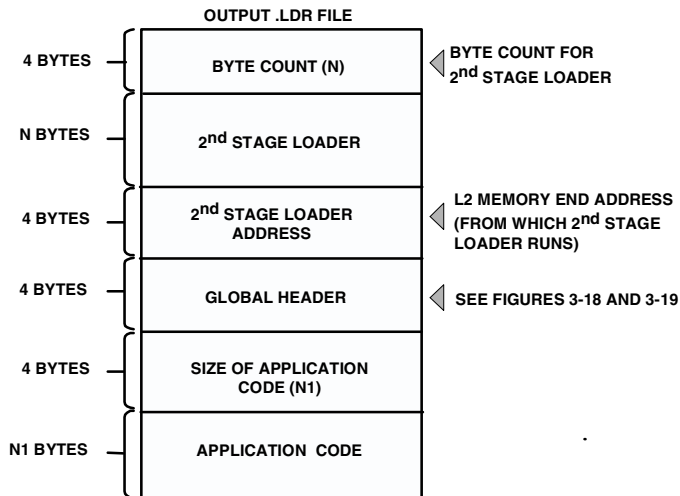 OUTPUT .LDR FILE
4 BYTES
BYTE COUNT (N)
BYTE COUNT FOR
2nd STAGE LOADER
N BYTES
2nd STAGE LOADER
4 BYTES
2nd STAGE LOADER
ADDRESS
L2 MEMORY END ADDRESS
(FROM WHICH 2nd STAGE
LOADER RUNS)
4 BYTES
GLOBAL HEADER
SEE FIGURES 3-18 AND 3-19
4 BYTES
SIZE OF APPLICATION
CODE (N1)
N1 BYTES
APPLICATION CODE